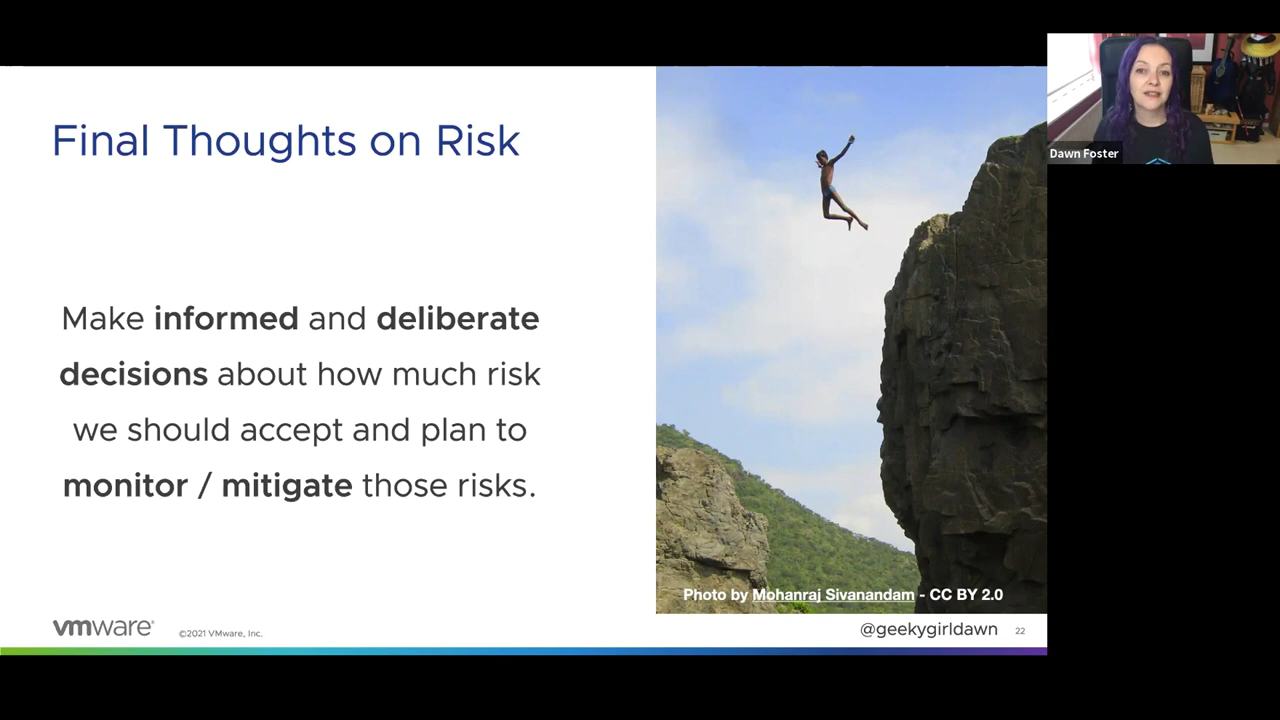 Final Thoughts on Risk
Make informed and deliberate
decisions about how much risk
we should accept and plan to
monitor / mitigate those risks.
Photo by Mohanraj Sivanandam - CC BY 2.0
vmware®
©2021 VMware, Inc.
@geekygirldawn
22
Dawn Foster